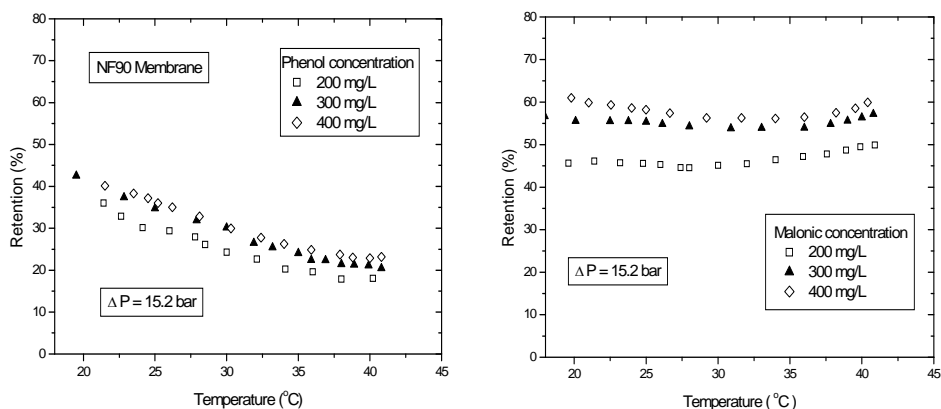 80
70
60
50
40
30
20
10
0
Retention (%)
NF90 Membrane
Phenol concentration
200 mg/L
300 mg/L
400 mg/L
Δ P = 15.2 bar
20 25 30 35 40 45
Temperature (°C)
80
70
60
50
40
30
20
10
0
Retention (%)
Malonic concentration
200 mg/L
300 mg/L
400 mg/L
Δ P = 15.2 bar
20 25 30 35 40 45
Temperature ( °C )